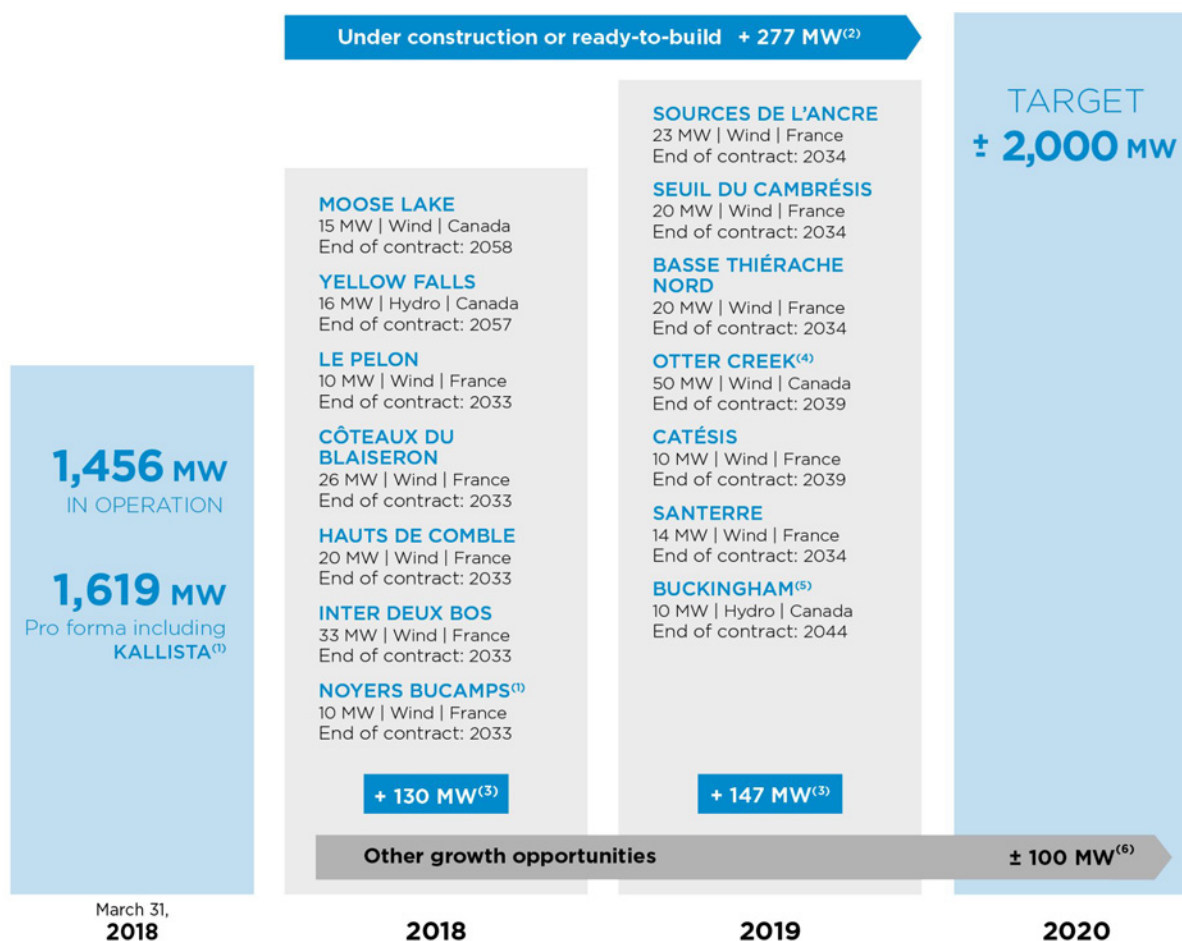 Under construction or ready-to-build + 277 MW(2)
1,456 MW
IN OPERATION
1,619 MW
Pro forma including
KALLISTA(1)
March 31,
2018
MOOSE LAKE
15 MW | Wind | Canada
End of contract: 2058
YELLOW FALLS
16 MW | Hydro | Canada
End of contract: 2057
LE PELON
10 MW | Wind | France
End of contract: 2033
CÔTEAUX DU
BLAISERON
26 MW | Wind | France
End of contract: 2033
HAUTS DE COMBLE
20 MW | Wind | France
End of contract: 2033
INTER DEUX BOS
33 MW | Wind | France
End of contract: 2033
NOYERS BUCAMPS(1)
10 MW | Wind | France
End of contract: 2033
+ 130 MW(3)
2018
SOURCES DE L’ANCRE
23 MW | Wind | France
End of contract: 2034
SEUIL DU CAMBRÉSIS
20 MW | Wind | France
End of contract: 2034
BASSE THIÉRACHE
NORD
20 MW | Wind | France
End of contract: 2034
OTTER CREEK(4)
50 MW | Wind | Canada
End of contract: 2039
CATÉSIS
10 MW | Wind | France
End of contract: 2039
SANTERRE
14 MW | Wind | France
End of contract: 2034
BUCKINGHAM(5)
10 MW | Hydro | Canada
End of contract: 2044
+ 147 MW(3)
2019
TARGET
± 2,000 MW
Other growth opportunities ± 100 MW(6)
2020